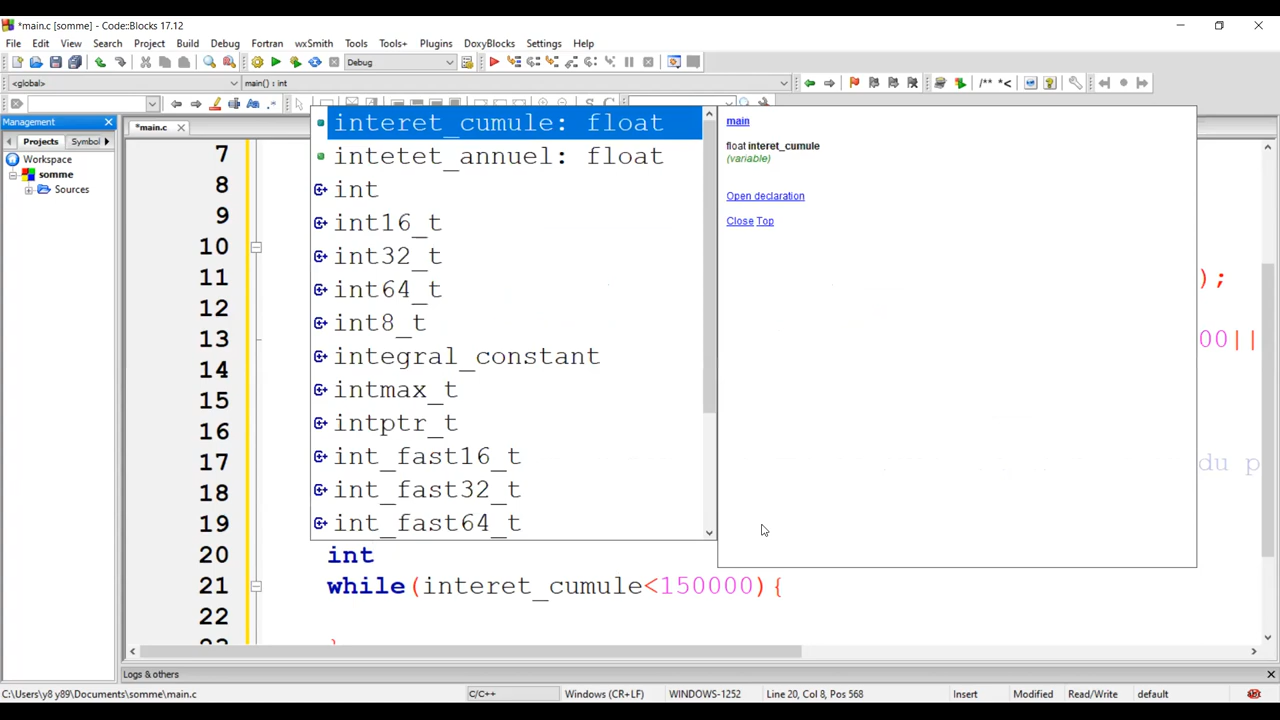 *main.c [somme] - Code::Blocks 17.12
File Edit View Search Project Build Debug Fortran wxSmith Tools Tools+ Plugins DoxyBlocks Settings Help
Debug
/** *<
<global>
main() : int
Management
Projects Symbol
Workspace
somme
Sources
*main.c
7
8
9
10
11 );
12
13 00||
14
15
16
17 du p
18
19
20 int
21 while(interet_cumule<150000){
22
}
interet_cumule: float
intetet_annuel: float
int
int16_t
int32_t
int64_t
int8_t
integral_constant
intmax_t
intptr_t
int_fast16_t
int_fast32_t
int_fast64_t
main
float interet_cumule
(variable)
Open declaration
Close Top
Logs & others
C:\Users\y8 y89\Documents\somme\main.c C/C++ Windows (CR+LF) WINDOWS-1252 Line 20, Col 8, Pos 568 Insert Modified Read/Write default